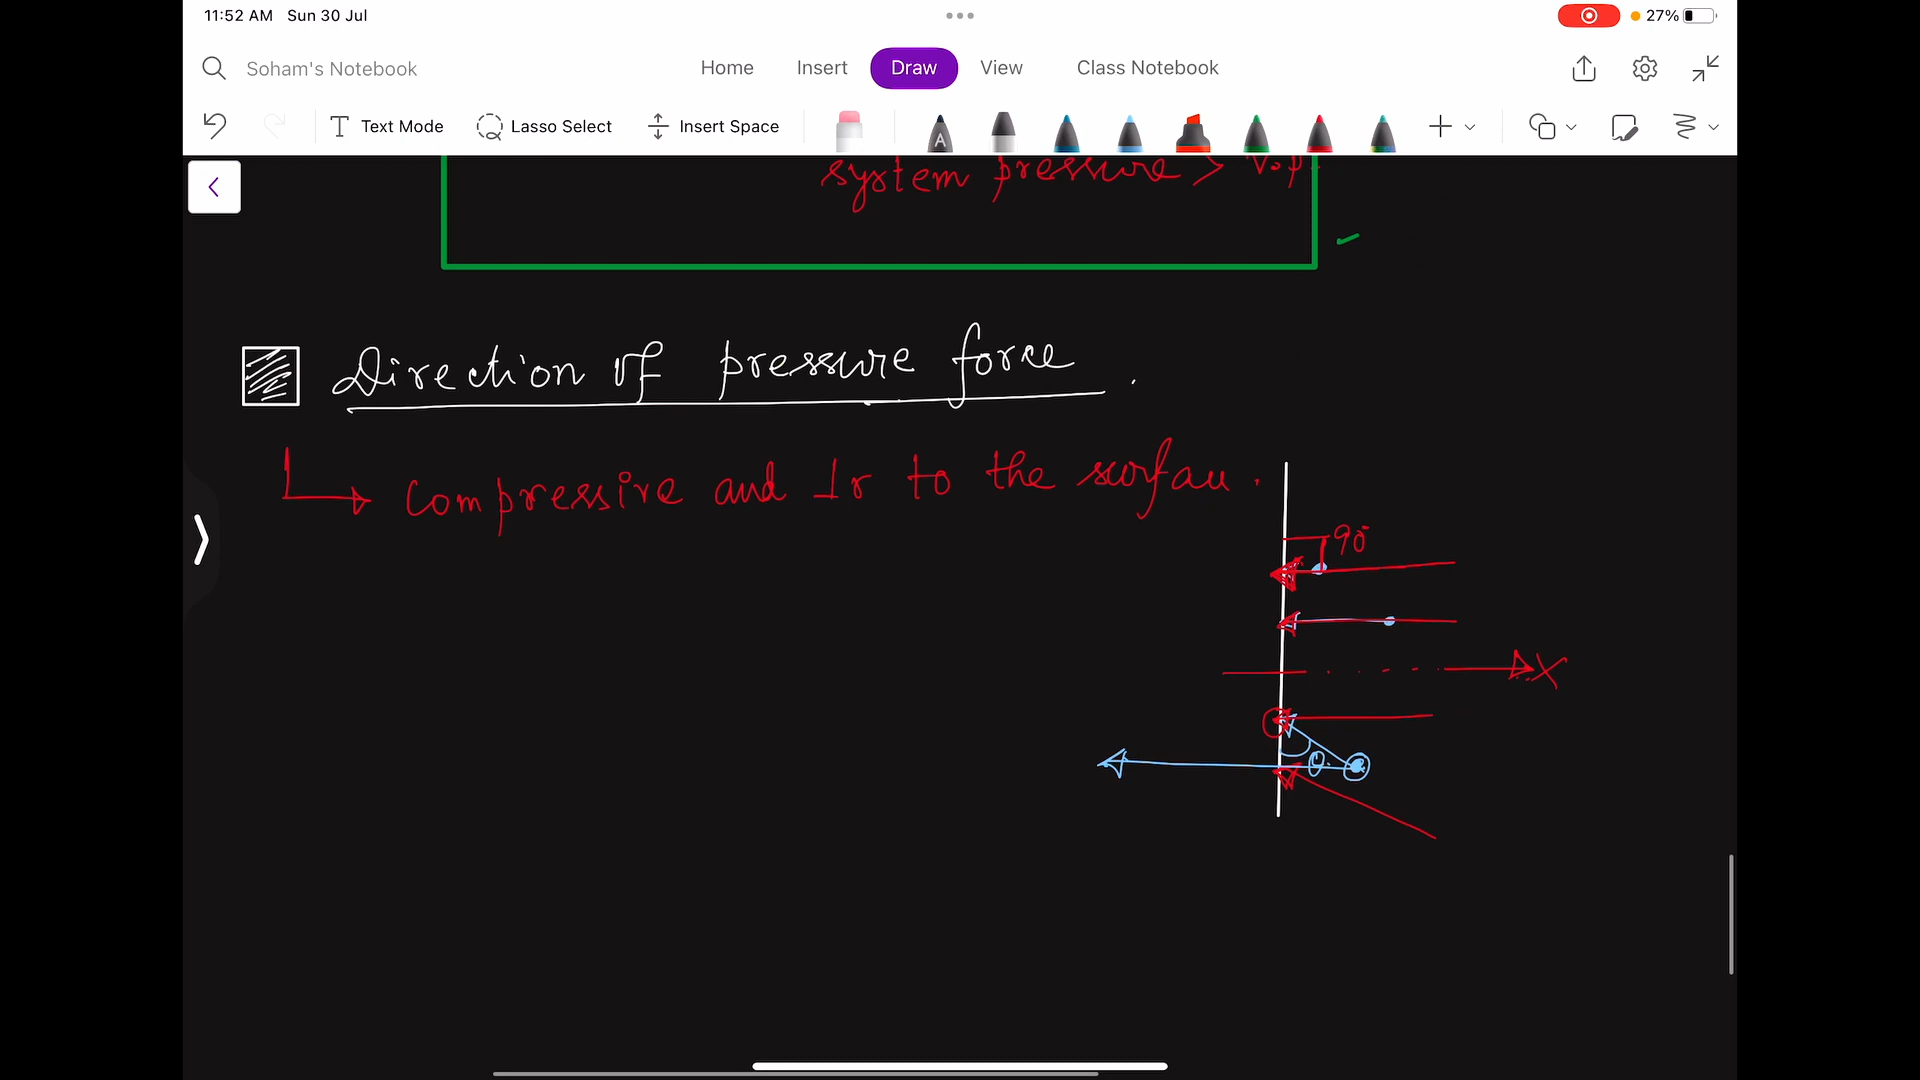 11:52 AM Sun 30 Jul
27%
Soham's Notebook
Home Insert Draw View Class Notebook
Text Mode Lasso Select Insert Space
A
system pressure > V.p.
Direction of pressure force.
Compressive and ⊥r to the surface.
90°
X
θ